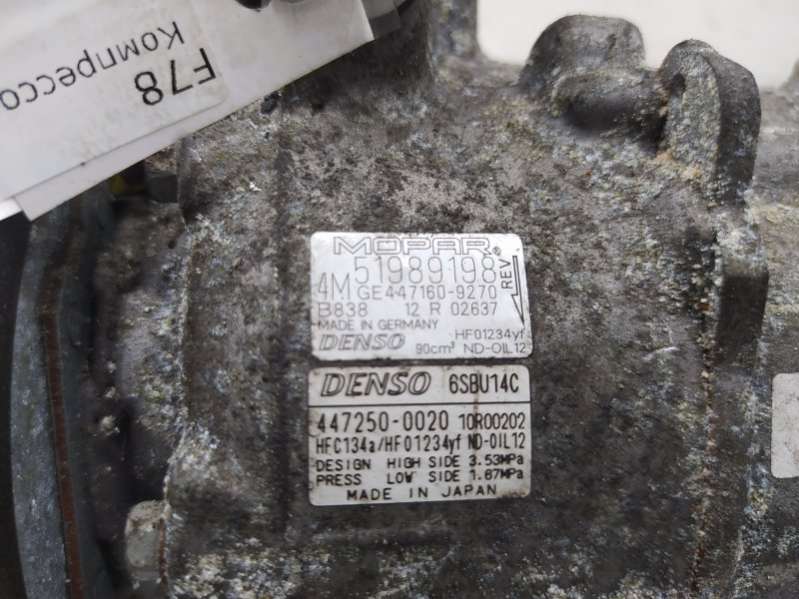 F78
Компрессо
MOPAR®
51989198
4M GE447160-9270
REV
B838 12 R 02637
MADE IN GERMANY
HFO1234yf
DENSO 90cm³ ND-OIL12
DENSO 6SBU14C
447250-0020 10R00202
HFC134a/HFO1234yf ND-OIL12
DESIGN HIGH SIDE 3.53MPa
PRESS LOW SIDE 1.67MPa
MADE IN JAPAN